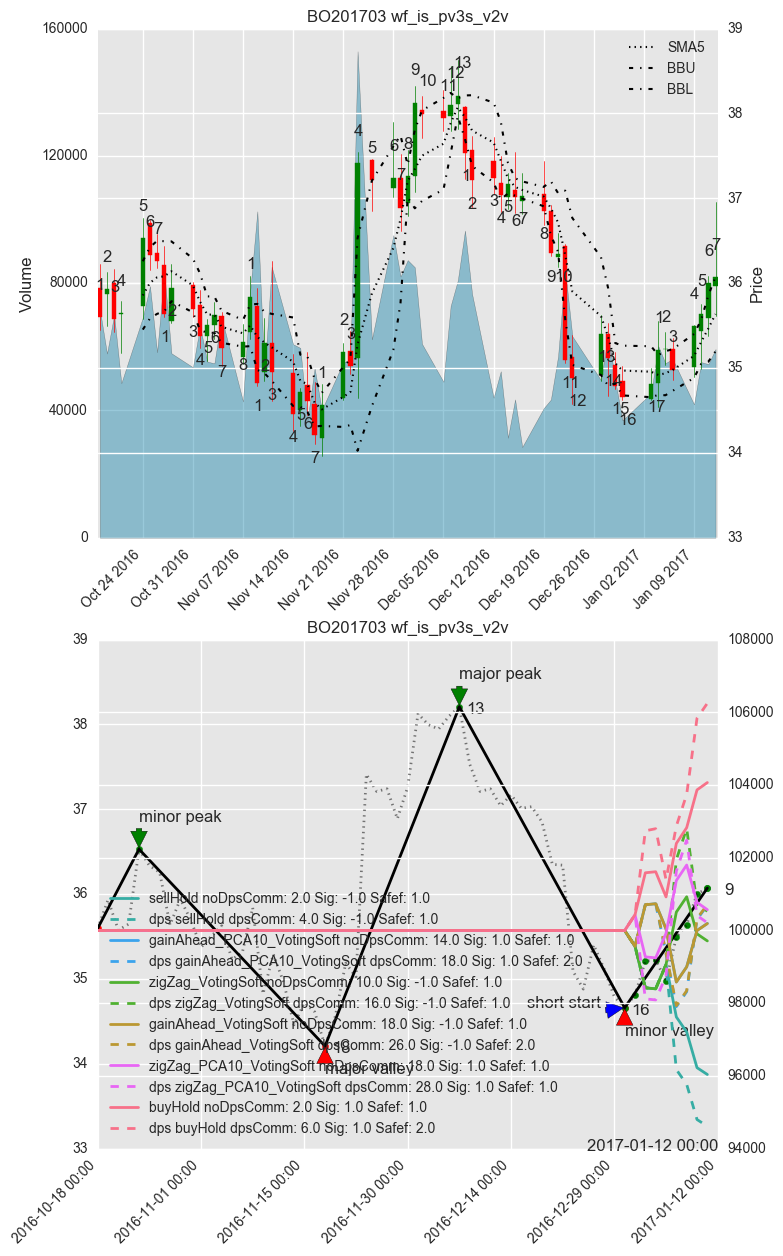 BO201703 wf_is_pv3s_v2v
160000
120000
80000
40000
0
Volume
39
38
37
36
35
34
33
Price
SMA5
BBU
BBL
Oct 24 2016
Oct 31 2016
Nov 07 2016
Nov 14 2016
Nov 21 2016
Nov 28 2016
Dec 05 2016
Dec 12 2016
Dec 19 2016
Dec 26 2016
Jan 02 2017
Jan 09 2017
BO201703 wf_is_pv3s_v2v
39
38
37
36
35
34
33
108000
106000
104000
102000
100000
98000
96000
94000
major peak
13
minor peak
9
sellHold noDpsComm: 2.0 Sig: -1.0 Safef: 1.0
dps sellHold dpsComm: 4.0 Sig: -1.0 Safef: 1.0
gainAhead_PCA10_VotingSoft noDpsComm: 14.0 Sig: 1.0 Safef: 1.0
dps gainAhead_PCA10_VotingSoft dpsComm: 18.0 Sig: 1.0 Safef: 2.0
zigZag_VotingSoft noDpsComm: 10.0 Sig: -1.0 Safef: 1.0
dps zigZag_VotingSoft dpsComm: 16.0 Sig: -1.0 Safef: 1.0
gainAhead_VotingSoft noDpsComm: 18.0 Sig: -1.0 Safef: 1.0
dps gainAhead_VotingSoft dpsComm: 26.0 Sig: -1.0 Safef: 2.0
zigZag_PCA10_VotingSoft noDpsComm: 18.0 Sig: 1.0 Safef: 1.0
dps zigZag_PCA10_VotingSoft dpsComm: 28.0 Sig: 1.0 Safef: 1.0
buyHold noDpsComm: 2.0 Sig: 1.0 Safef: 1.0
dps buyHold dpsComm: 6.0 Sig: 1.0 Safef: 2.0
short start
16
minor valley
major valley
2017-01-12 00:00
2016-10-18 00:00
2016-11-01 00:00
2016-11-15 00:00
2016-11-30 00:00
2016-12-14 00:00
2016-12-29 00:00
2017-01-12 00:00